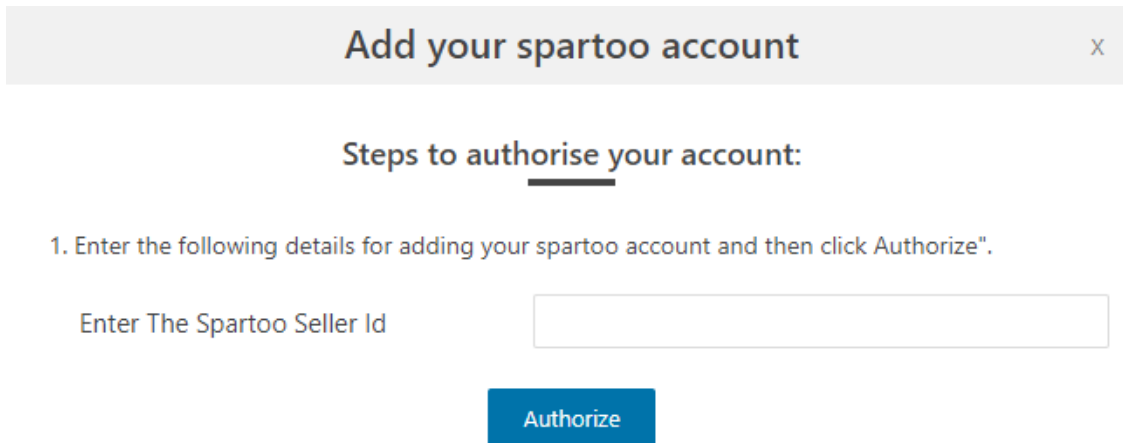 Add your spartoo account
x
Steps to authorise your account:
1. Enter the following details for adding your spartoo account and then click Authorize".
Enter The Spartoo Seller Id
Authorize